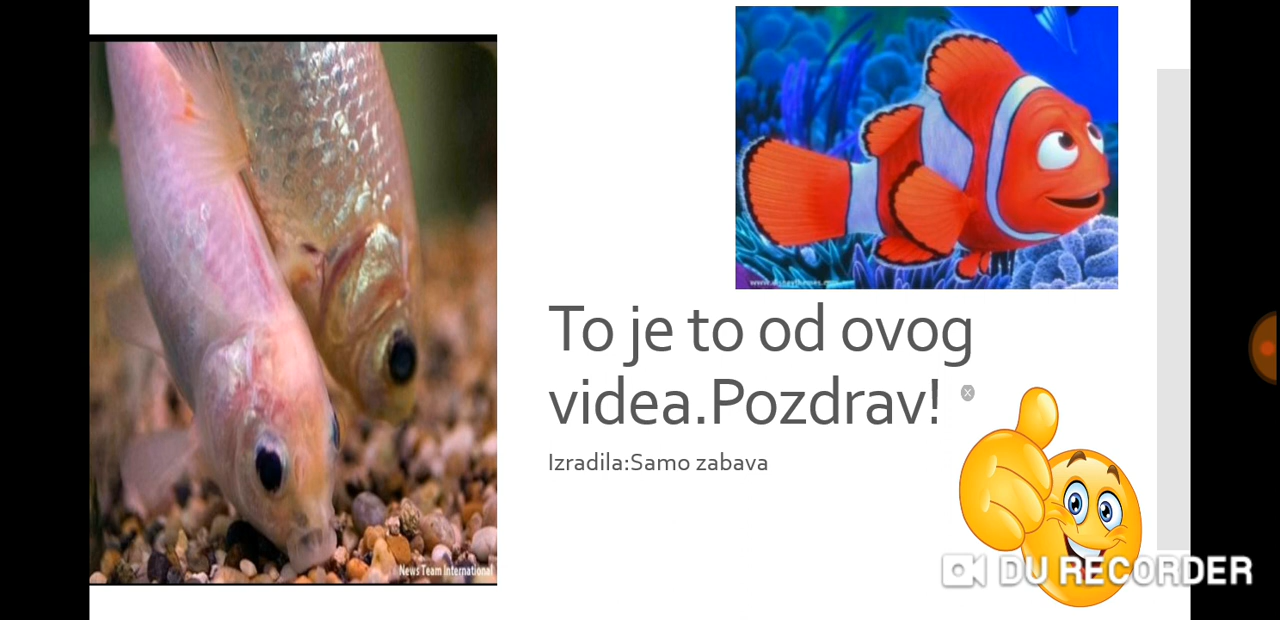 To je to od ovog
videa.Pozdrav!
Izradila:Samo zabava
News Team International
DU RECORDER